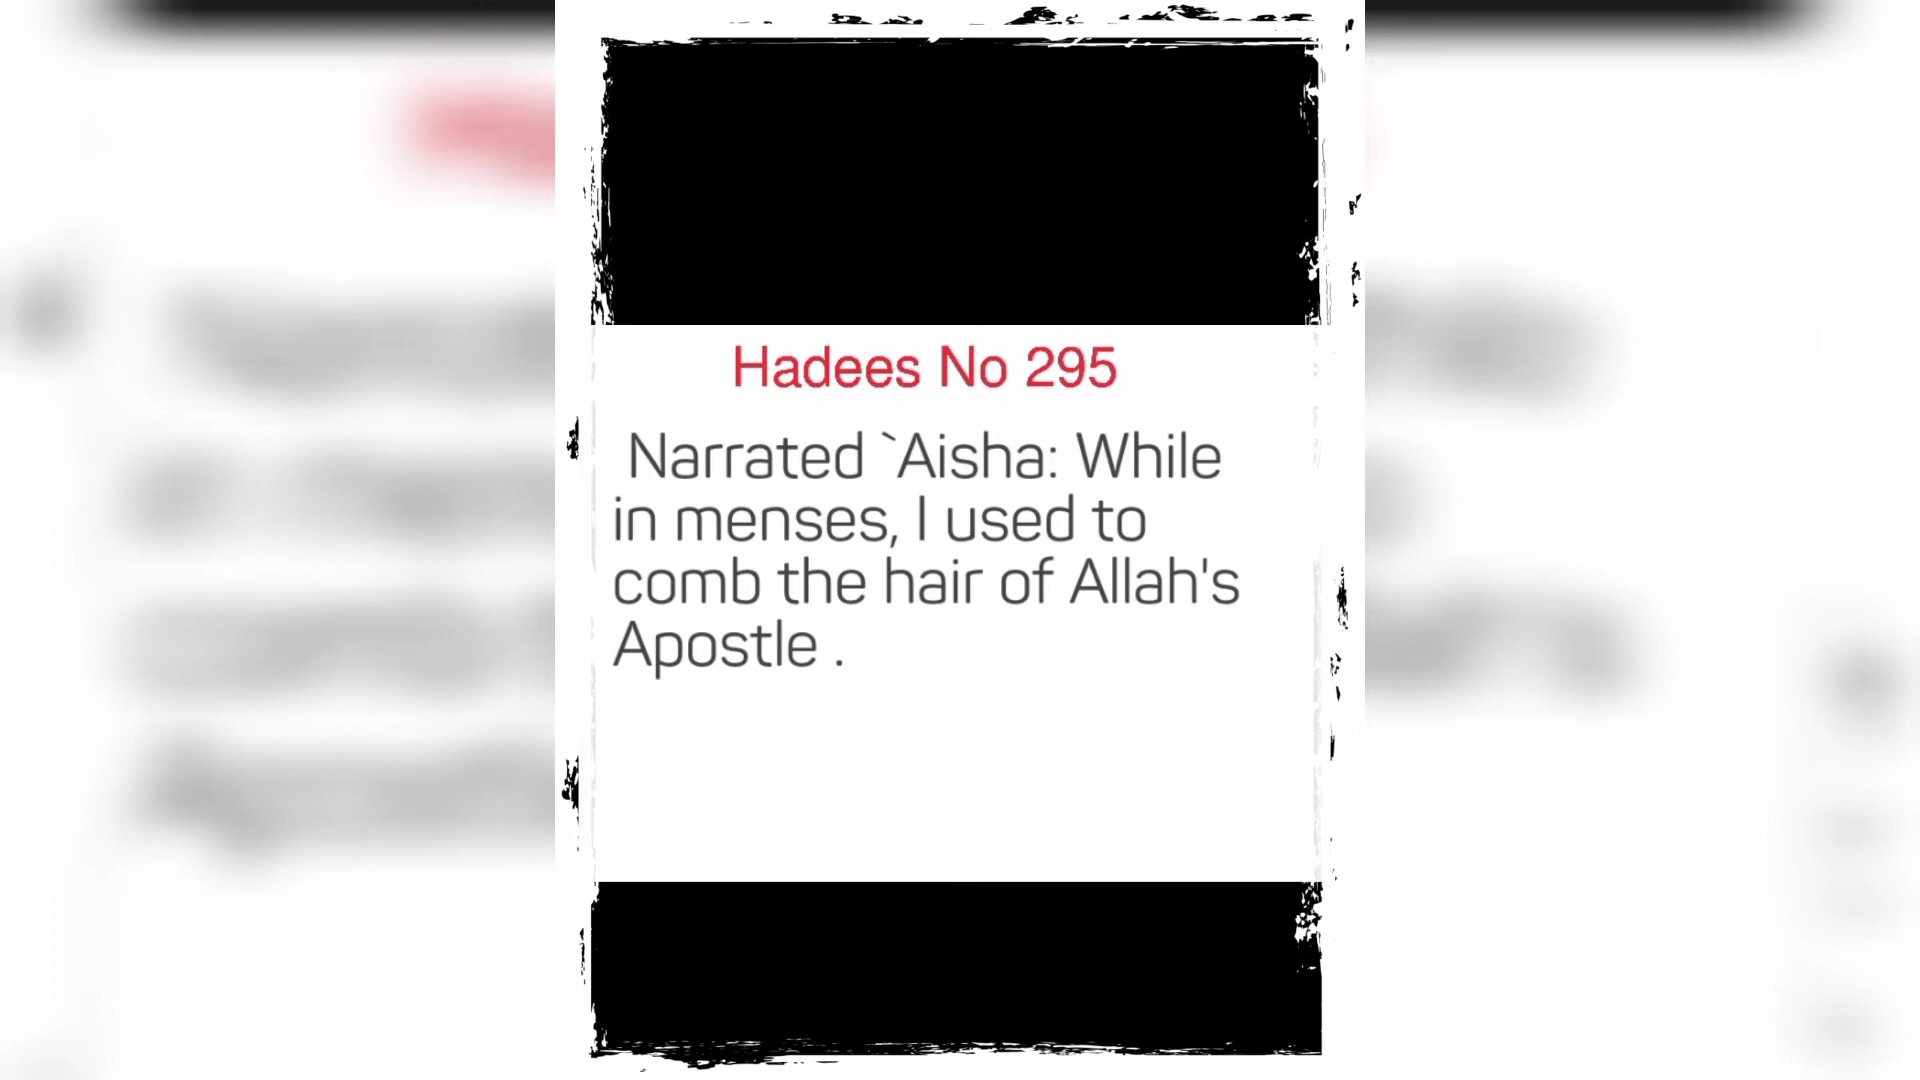 Hadees No 295
Narrated `Aisha: While
in menses, I used to
comb the hair of Allah's
Apostle .